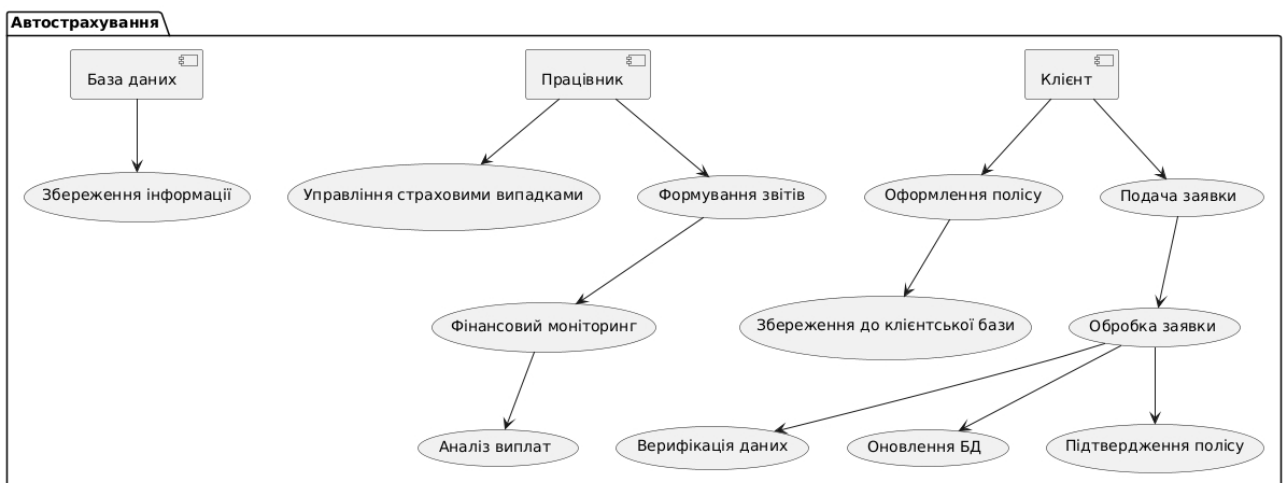 Автострахування
База даних
Працівник
Клієнт
Збереження інформації
Управління страховими випадками
Формування звітів
Оформлення полісу
Подача заявки
Фінансовий моніторинг
Збереження до клієнтської бази
Обробка заявки
Аналіз виплат
Верифікація даних
Оновлення БД
Підтвердження полісу